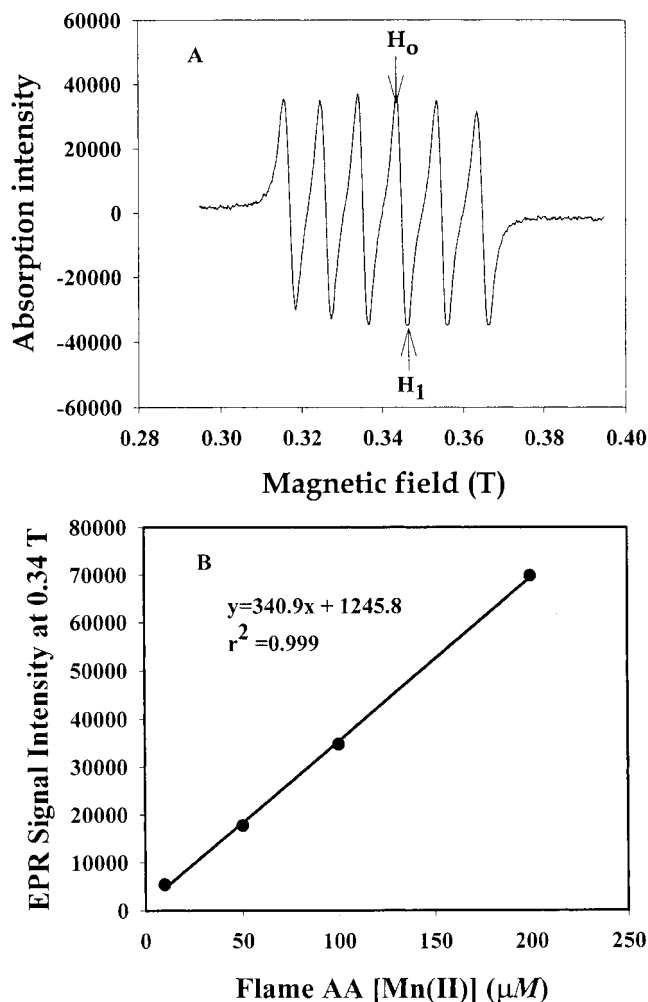 60000
A
H₀
40000
20000
0
-20000
-40000
H₁
-60000
0.28 0.30 0.32 0.34 0.36 0.38 0.40
Absorption intensity
Magnetic field (T)
80000
B
70000
y=340.9x + 1245.8
60000
r² =0.999
50000
40000
30000
20000
10000
0
0 50 100 150 200 250
EPR Signal Intensity at 0.34 T
Flame AA [Mn(II)] (μM)